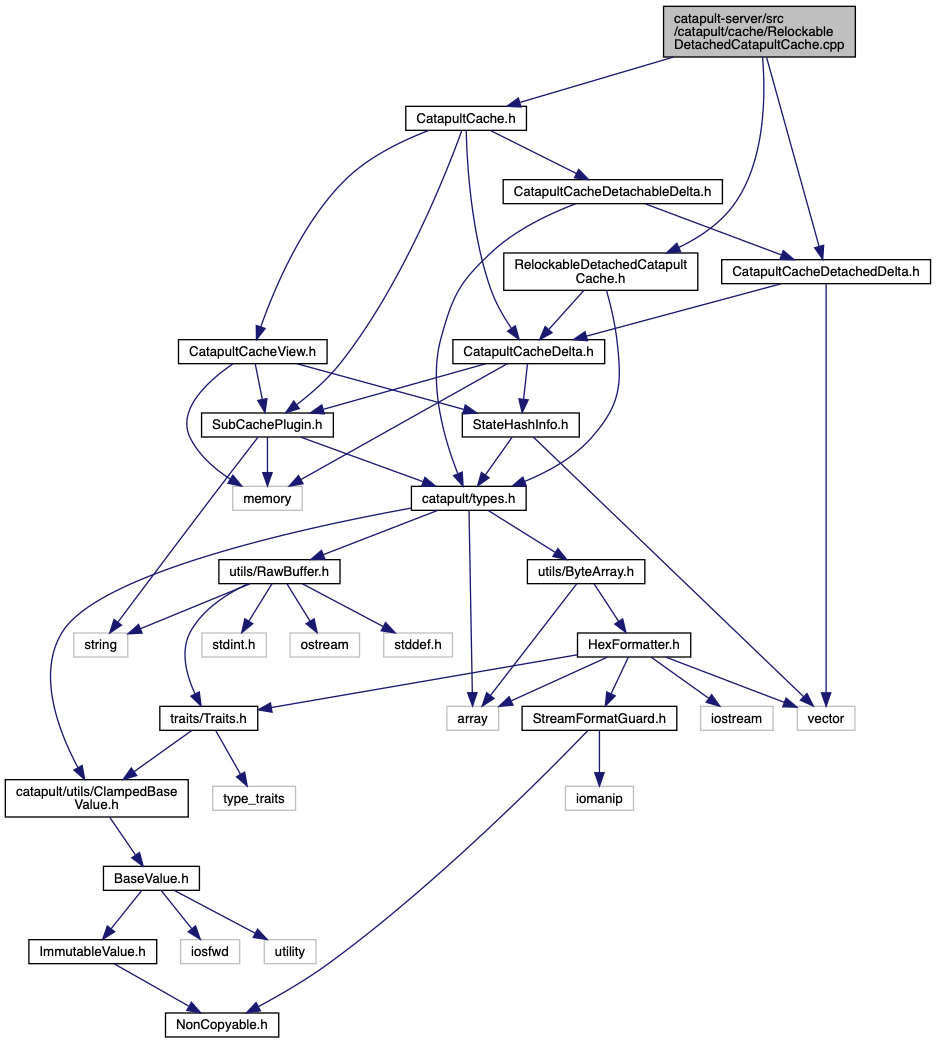 catapult-server/src
/catapult/cache/Relockable
DetachedCatapultCache.cpp
CatapultCache.h
CatapultCacheDetachableDelta.h
RelockableDetachedCatapult
Cache.h
CatapultCacheDetachedDelta.h
CatapultCacheView.h
CatapultCacheDelta.h
SubCachePlugin.h
StateHashInfo.h
memory
catapult/types.h
utils/RawBuffer.h
utils/ByteArray.h
string
stdint.h
ostream
stddef.h
HexFormatter.h
traits/Traits.h
array
StreamFormatGuard.h
iostream
vector
catapult/utils/ClampedBase
Value.h
type_traits
iomanip
BaseValue.h
ImmutableValue.h
iosfwd
utility
NonCopyable.h